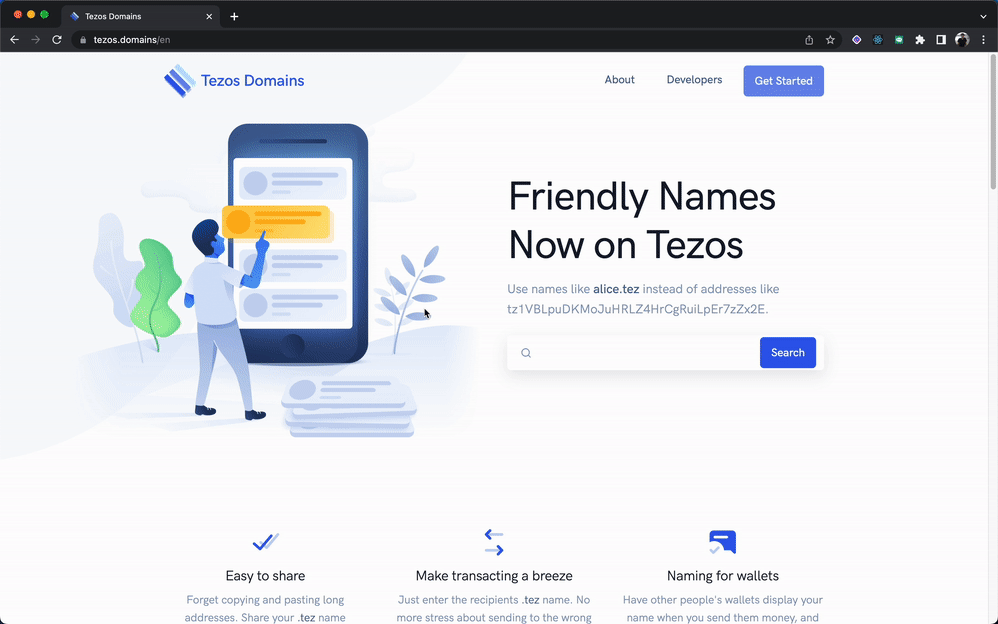 Tezos Domains
tezos.domains/en
Tezos Domains
About
Developers
Get Started
Friendly Names
Now on Tezos
Use names like alice.tez instead of addresses like
tz1VBLpuDKMoJuHRLZ4HrCgRuiLpEr7zZx2E.
Search
Easy to share
Forget copying and pasting long
addresses. Share your .tez name
Make transacting a breeze
Just enter the recipients .tez name. No
more stress about sending to the wrong
Naming for wallets
Have other people's wallets display your
name when you send them money, and